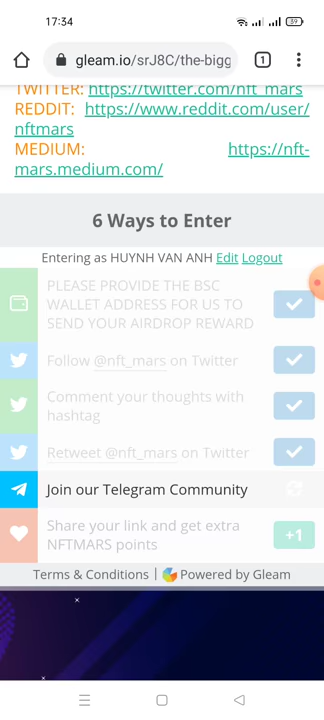 17:34
39
gleam.io/srJ8C/the-bigg
1
TWITTER: https://twitter.com/nft_mars
REDDIT: https://www.reddit.com/user/
nftmars
MEDIUM: https://nft-
mars.medium.com/
6 Ways to Enter
Entering as HUYNH VAN ANH Edit Logout
PLEASE PROVIDE THE BSC
WALLET ADDRESS FOR US TO
SEND YOUR AIRDROP REWARD
Follow @nft_mars on Twitter
Comment your thoughts with
hashtag
Retweet @nft_mars on Twitter
Join our Telegram Community
Share your link and get extra
NFTMARS points
+1
Terms & Conditions | Powered by Gleam